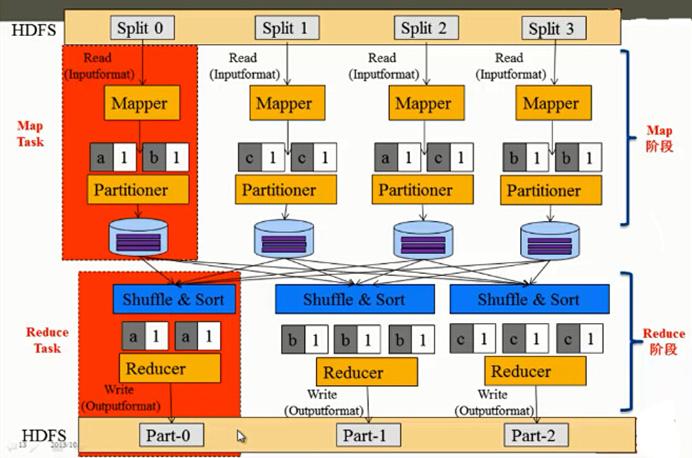 HDFS
Split 0
Split 1
Split 2
Split 3
Read
(Inputformat)
Read
(Inputformat)
Read
(Inputformat)
Read
(Inputformat)
Mapper
Mapper
Mapper
Mapper
Map
Task
Map
阶段
a 1 b 1
c 1 c 1
a 1 c 1
b 1 b 1
Partitioner
Partitioner
Partitioner
Partitioner
Shuffle & Sort
Shuffle & Sort
Shuffle & Sort
Reduce
Task
Reduce
阶段
a 1 a 1
b 1 b 1 b 1
c 1 c 1 c 1
Reducer
Reducer
Reducer
Write
(Outputformat)
Write
(Outputformat)
Write
(Outputformat)
HDFS
Part-0
Part-1
Part-2
13